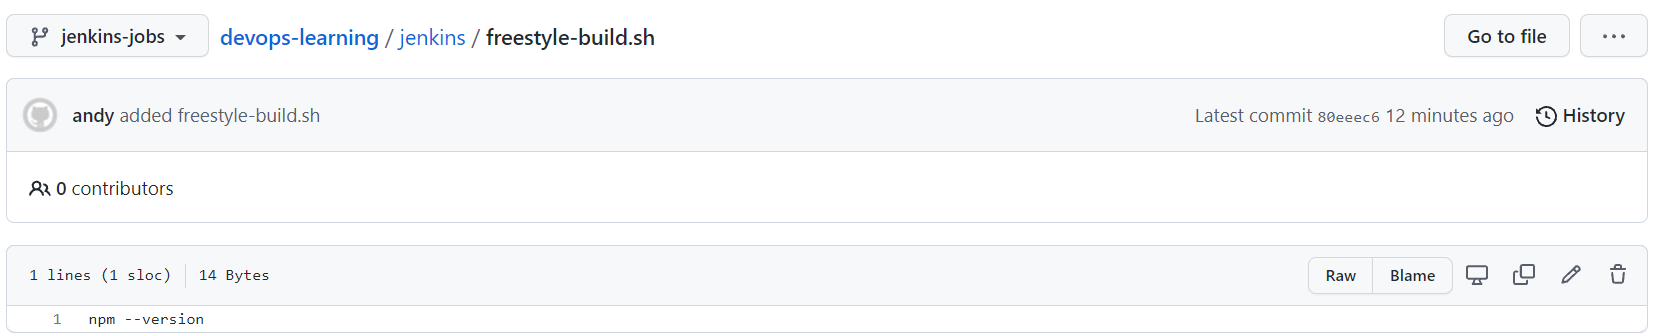 jenkins-jobs devops-learning / jenkins / freestyle-build.sh Go to file ...
andy added freestyle-build.sh Latest commit 80eeec6 12 minutes ago History
0 contributors
1 lines (1 sloc) 14 Bytes Raw Blame
1 npm --version